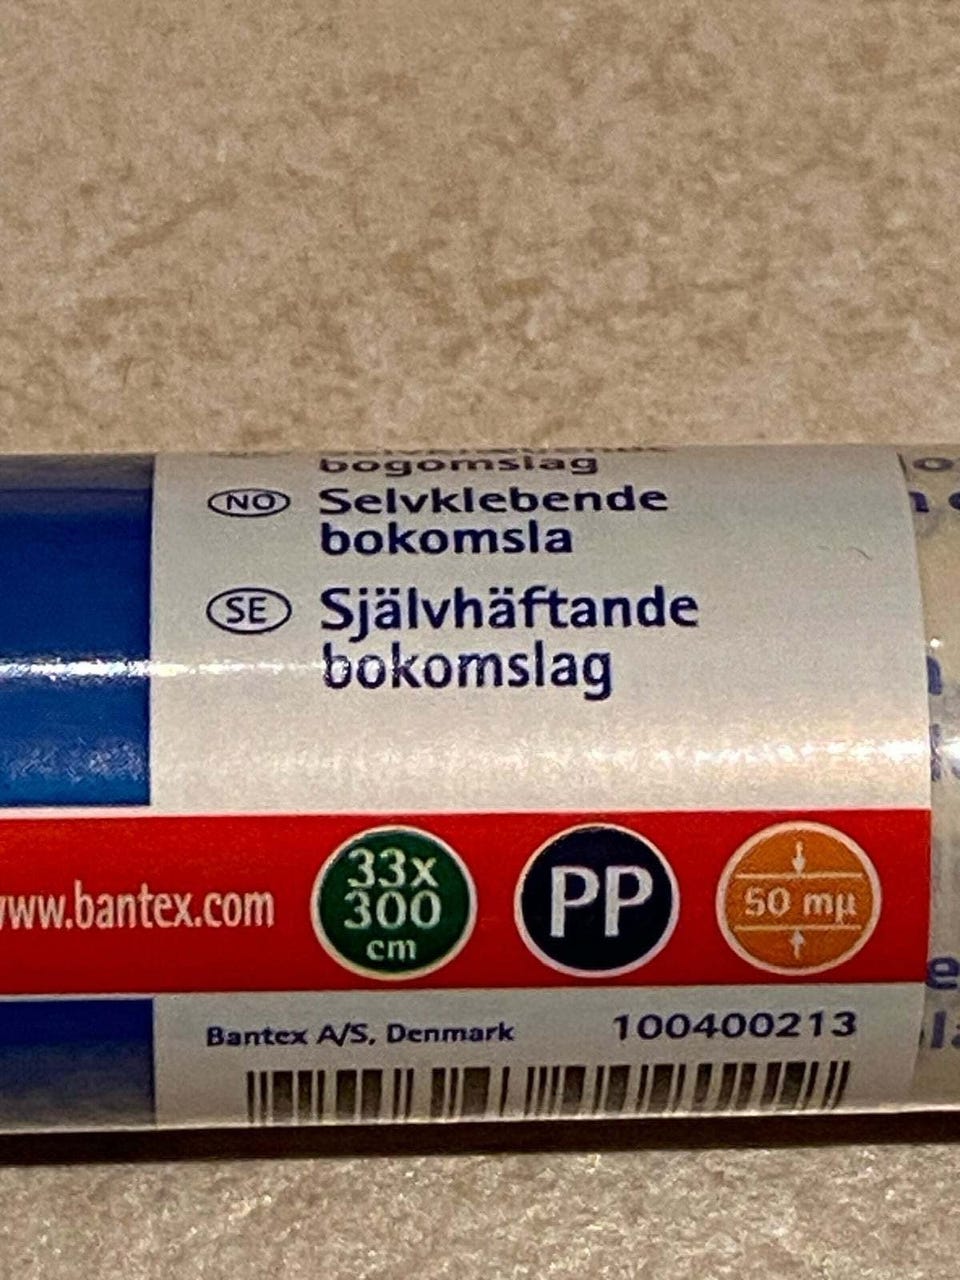 bogomslag
NO Selvklebende
bokomsla
SE Självhäftande
bokomslag
www.bantex.com
33x
300
cm
PP
50 mµ
Bantex A/S, Denmark 100400213